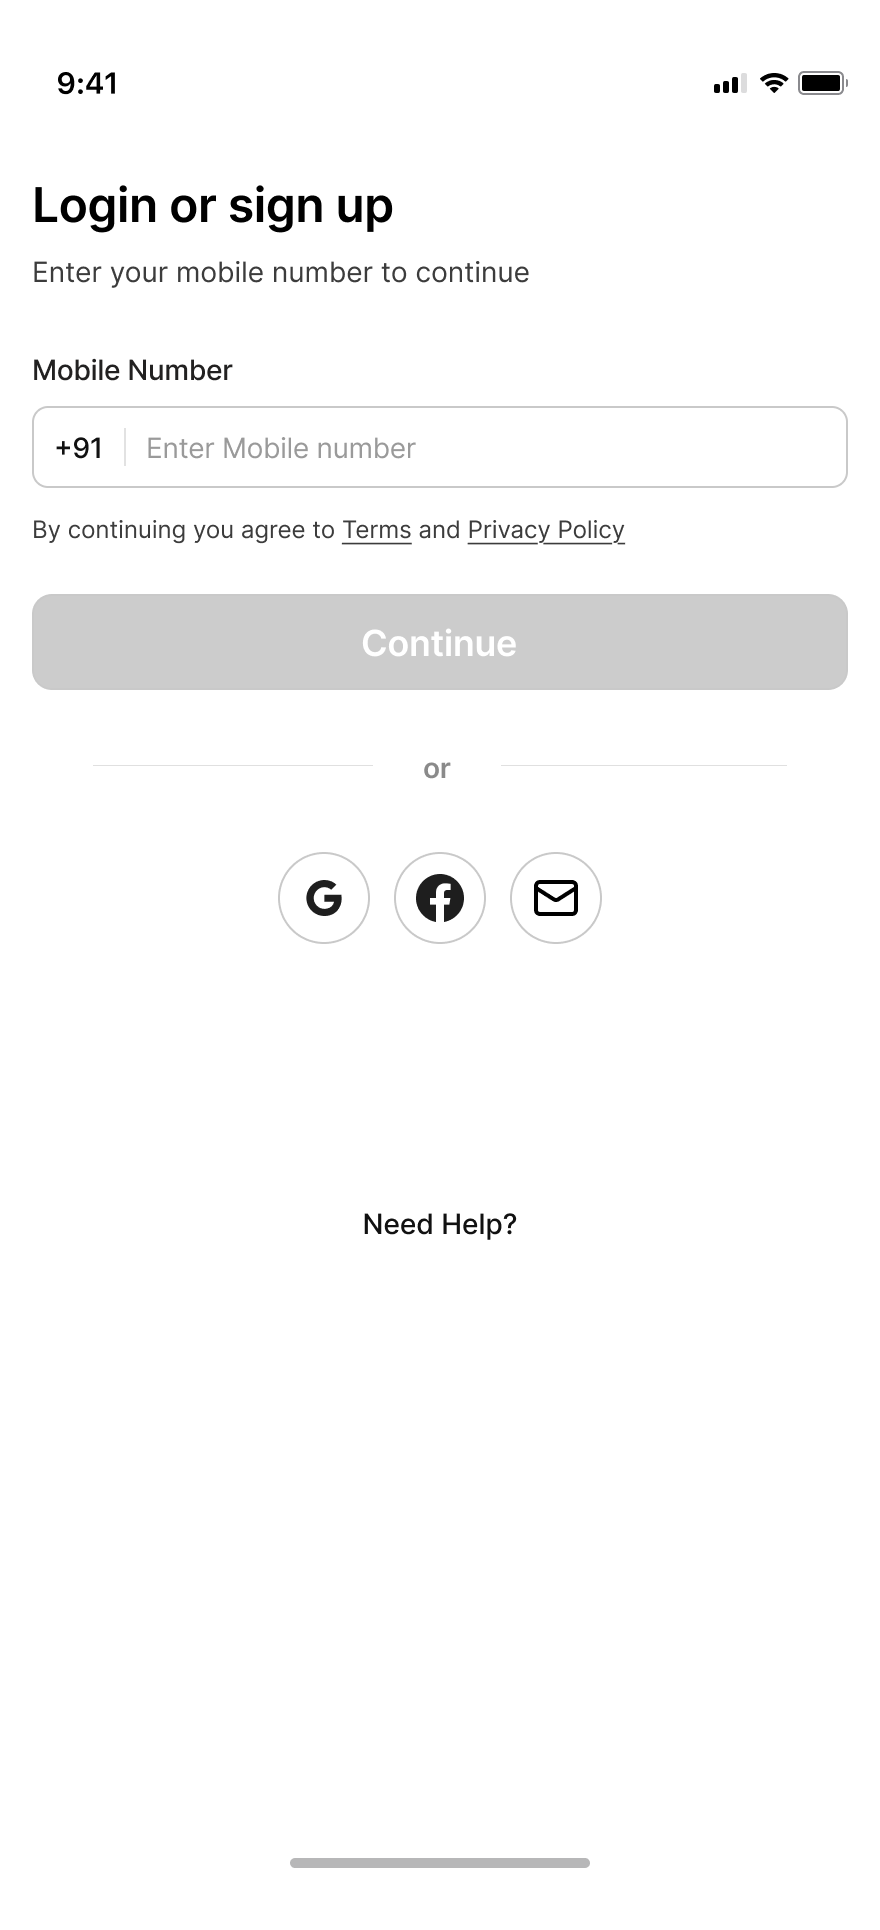 9:41
Login or sign up
Enter your mobile number to continue
Mobile Number
+91 Enter Mobile number
By continuing you agree to Terms and Privacy Policy
Continue
or
Need Help?